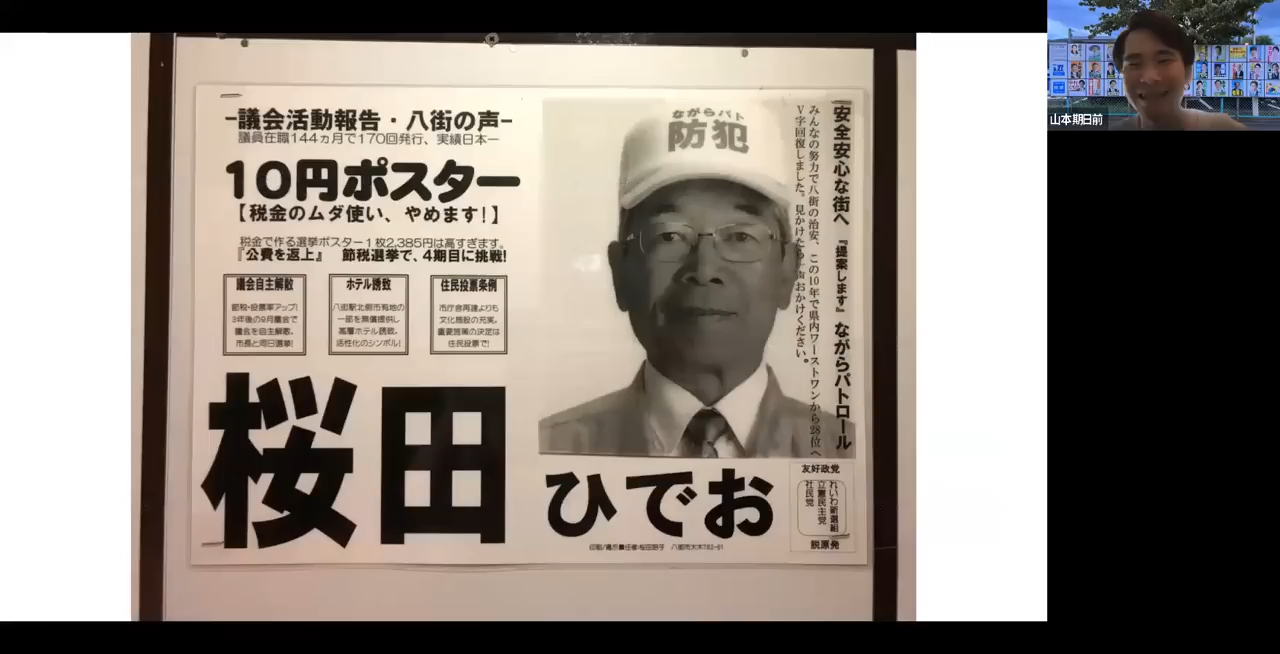 -議会活動報告・八街の声-
議員在職144ヵ月で170回発行、実績日本一
10円ポスター
【税金のムダ使い、やめます!】
税金で作る選挙ポスター1枚2,385円は高すぎます。
『公費を返上』 節税選挙で、4期目に挑戦!
議会自主解散
節税・投票率アップ!
3年後の9月議会で
議会を自主解散。
市長と同日選挙!
ホテル誘致
八街駅北側市有地の
一部を無償提供し
高層ホテル誘致。
活性化のシンボル!
住民投票条例
市庁舎再建よりも
文化施設の充実。
重要施策の決定は
住民投票で!
桜田
ひでお
ながらパト
防犯
『安全安心な街へ 『提案します』 ながらパトロール
みんなの努力で八街の治安、この10年で県内ワーストワンから28位へ
V字回復しました。見かけたら一声おかけください。
友好政党
れいわ新選組
立憲民主党
社民党
脱原発
山本期日前